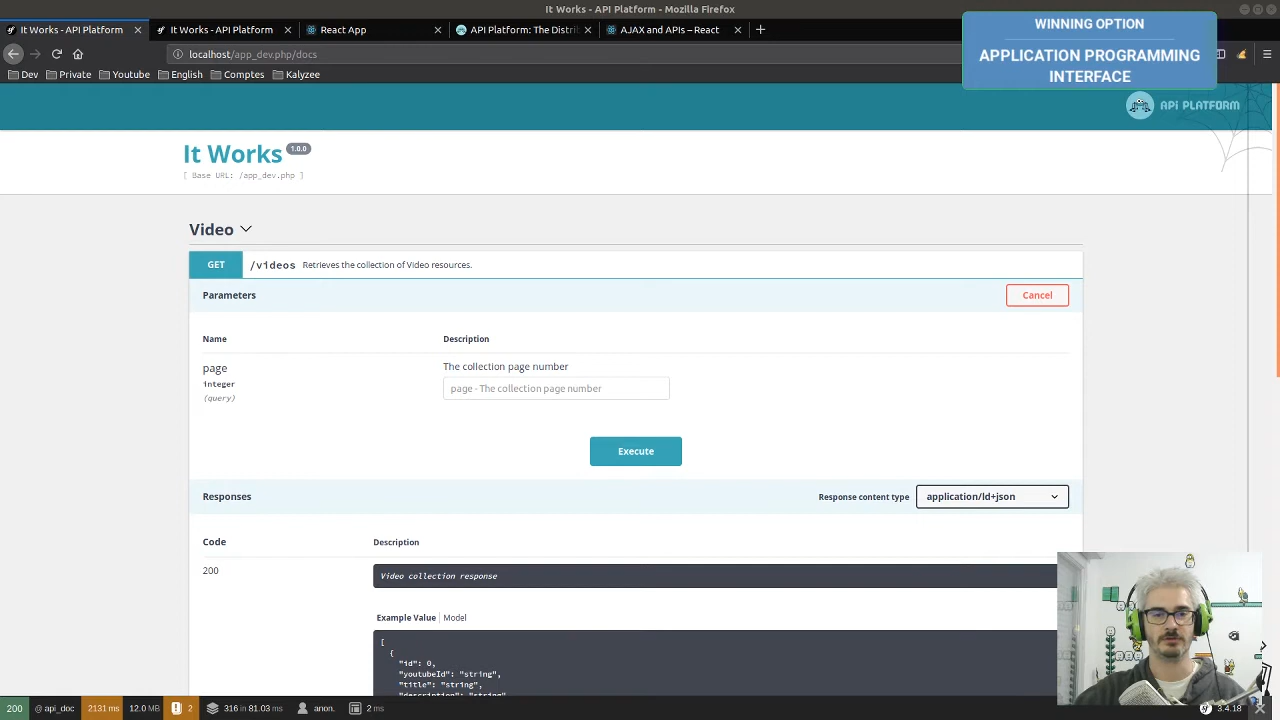 It Works - API Platform - Mozilla Firefox
It Works - API Platform
It Works - API Platform
React App
API Platform: The Distrib
AJAX and APIs – React
WINNING OPTION
APPLICATION PROGRAMMING
INTERFACE
localhost/app_dev.php/docs
Dev
Private
Youtube
English
Comptes
Kalyzee
API PLATFORM
It Works 1.0.0
[ Base URL: /app_dev.php ]
Video
GET /videos Retrieves the collection of Video resources.
Parameters
Cancel
Name Description
page The collection page number
integer
page - The collection page number
(query)
Execute
Responses Response content type application/ld+json
Code Description
200 Video collection response
Example Value Model
[
{
"id": 0,
"youtubeId": "string",
"title": "string",
"description": "string",
200 @ api_doc 2131 ms 12.0 MB 2 316 in 81.03 ms anon. 2 ms 3.4.18